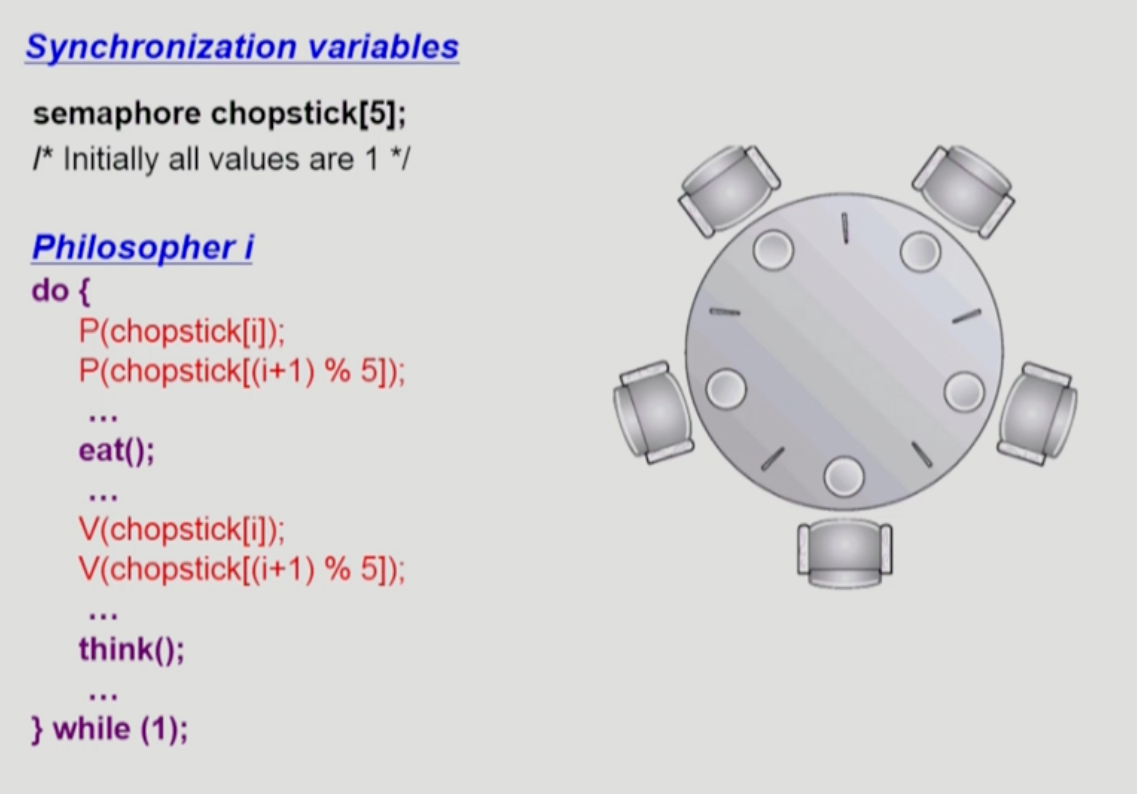 Synchronization variables
semaphore chopstick[5];
/* Initially all values are 1 */
Philosopher i
do {
P(chopstick[i]);
P(chopstick[(i+1) % 5]);
...
eat();
...
V(chopstick[i]);
V(chopstick[(i+1) % 5]);
...
think();
...
} while (1);